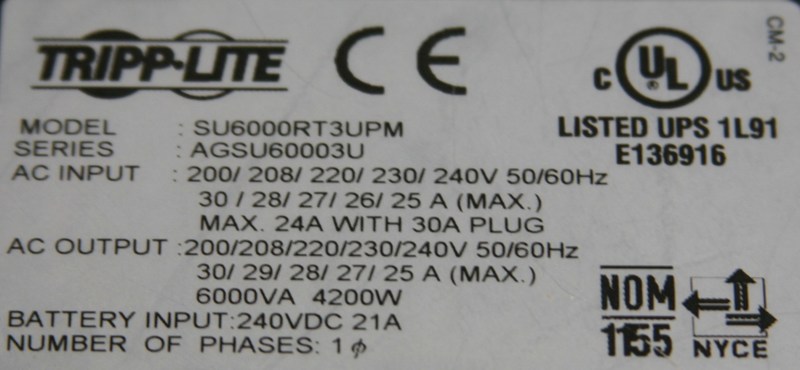 TRIPP·LITE
CE
C UL ® US
CM-2
LISTED UPS 1L91
E136916
MODEL : SU6000RT3UPM
SERIES : AGSU60003U
AC INPUT : 200/ 208/ 220/ 230/ 240V 50/60Hz
30 / 28/ 27/ 26/ 25 A (MAX.)
MAX. 24A WITH 30A PLUG
AC OUTPUT :200/208/220/230/240V 50/60Hz
30/ 29/ 28/ 27/ 25 A (MAX.)
6000VA 4200W
BATTERY INPUT:240VDC 21A
NUMBER OF PHASES: 1 ϕ
NOM
1155
NYCE